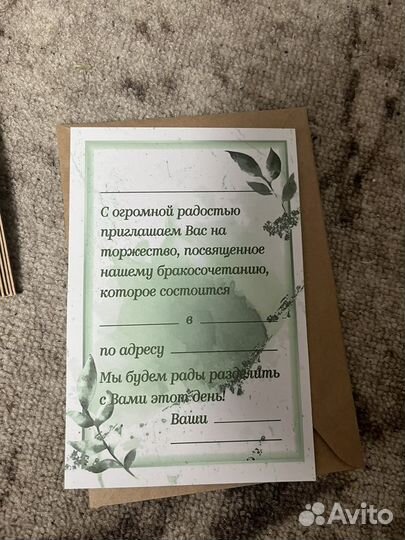 С огромной радостью
приглашаем Вас на
торжество, посвященное
нашему бракосочетанию,
которое состоится
в
по адресу
Мы будем рады разделить
с Вами этот день!
Ваши
Avito